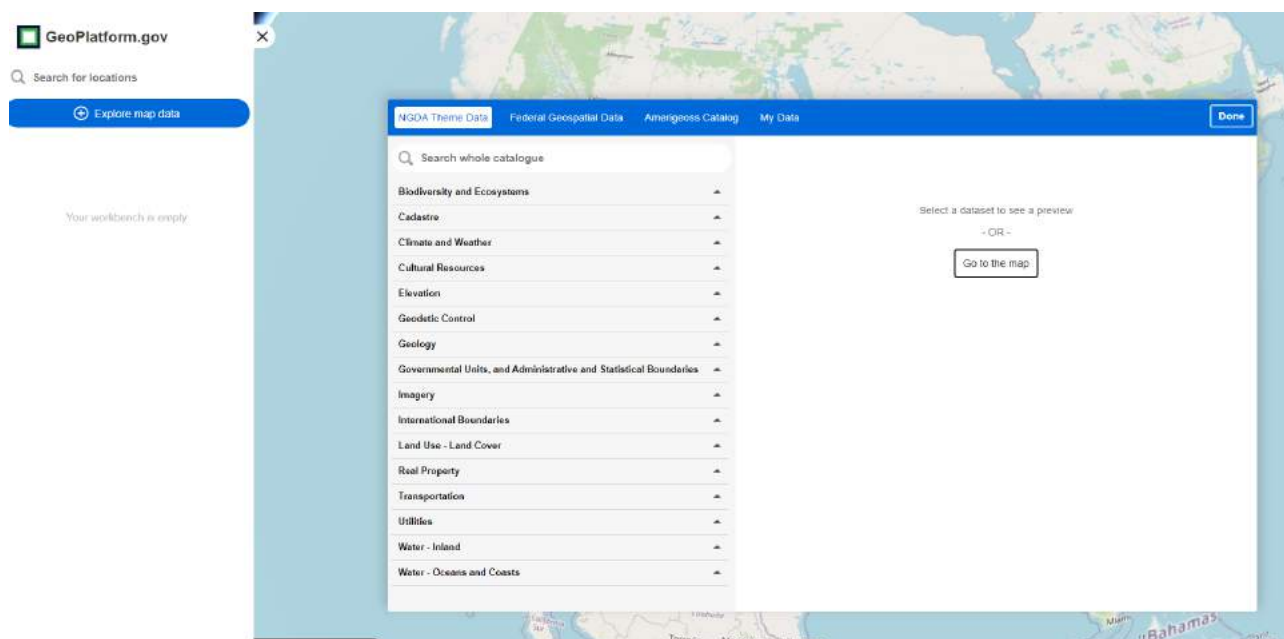 GeoPlatform.gov
Search for locations
Explore map data
Your workbench is empty
NGDA Theme Data
Federal Geospatial Data
Amerigeoss Catalog
My Data
Done
Search whole catalogue
Biodiversity and Ecosystems
Cadastre
Climate and Weather
Cultural Resources
Elevation
Geodetic Control
Geology
Governmental Units, and Administrative and Statistical Boundaries
Imagery
International Boundaries
Land Use - Land Cover
Real Property
Transportation
Utilities
Water - Inland
Water - Oceans and Coasts
Select a dataset to see a preview
- OR -
Go to the map
Miami
Bahamas